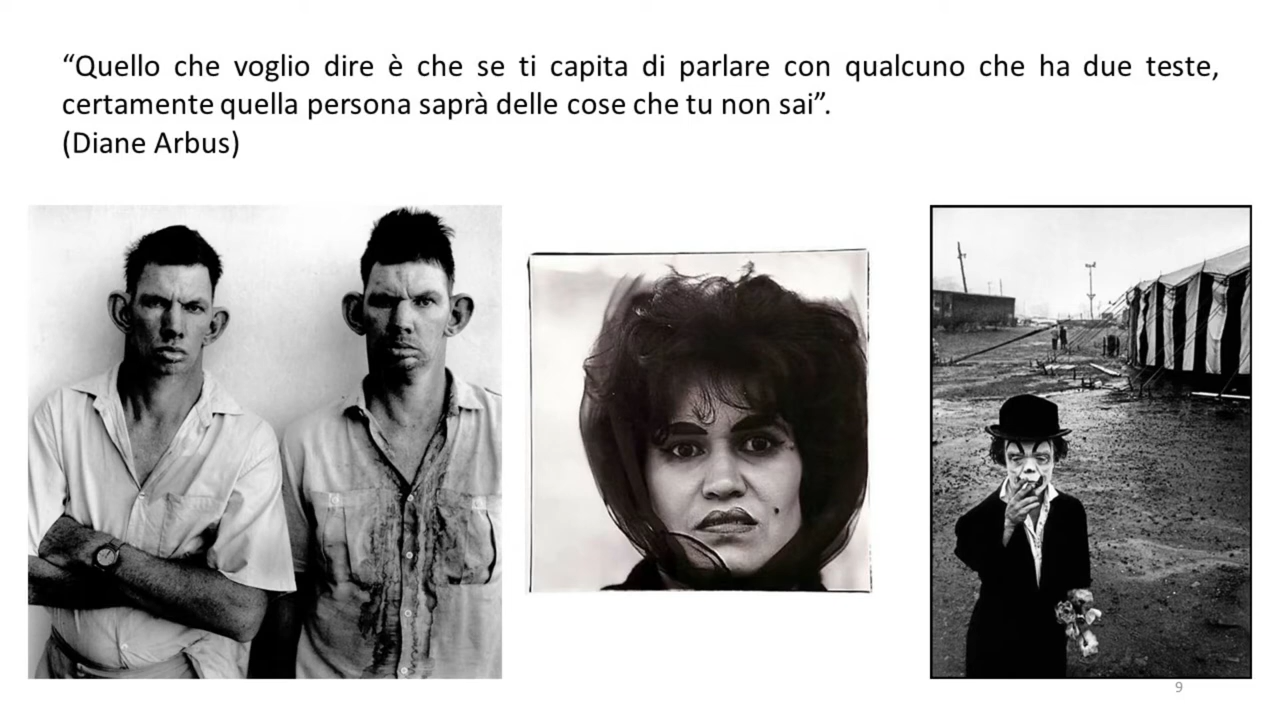 “Quello che voglio dire è che se ti capita di parlare con qualcuno che ha due teste,
certamente quella persona saprà delle cose che tu non sai”.
(Diane Arbus)
9